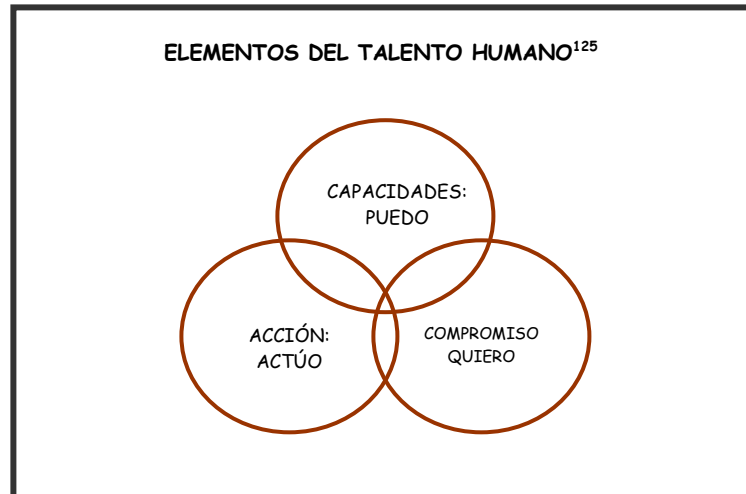 ELEMENTOS DEL TALENTO HUMANO¹²⁵
CAPACIDADES:
PUEDO
ACCIÓN:
ACTÚO
COMPROMISO
QUIERO